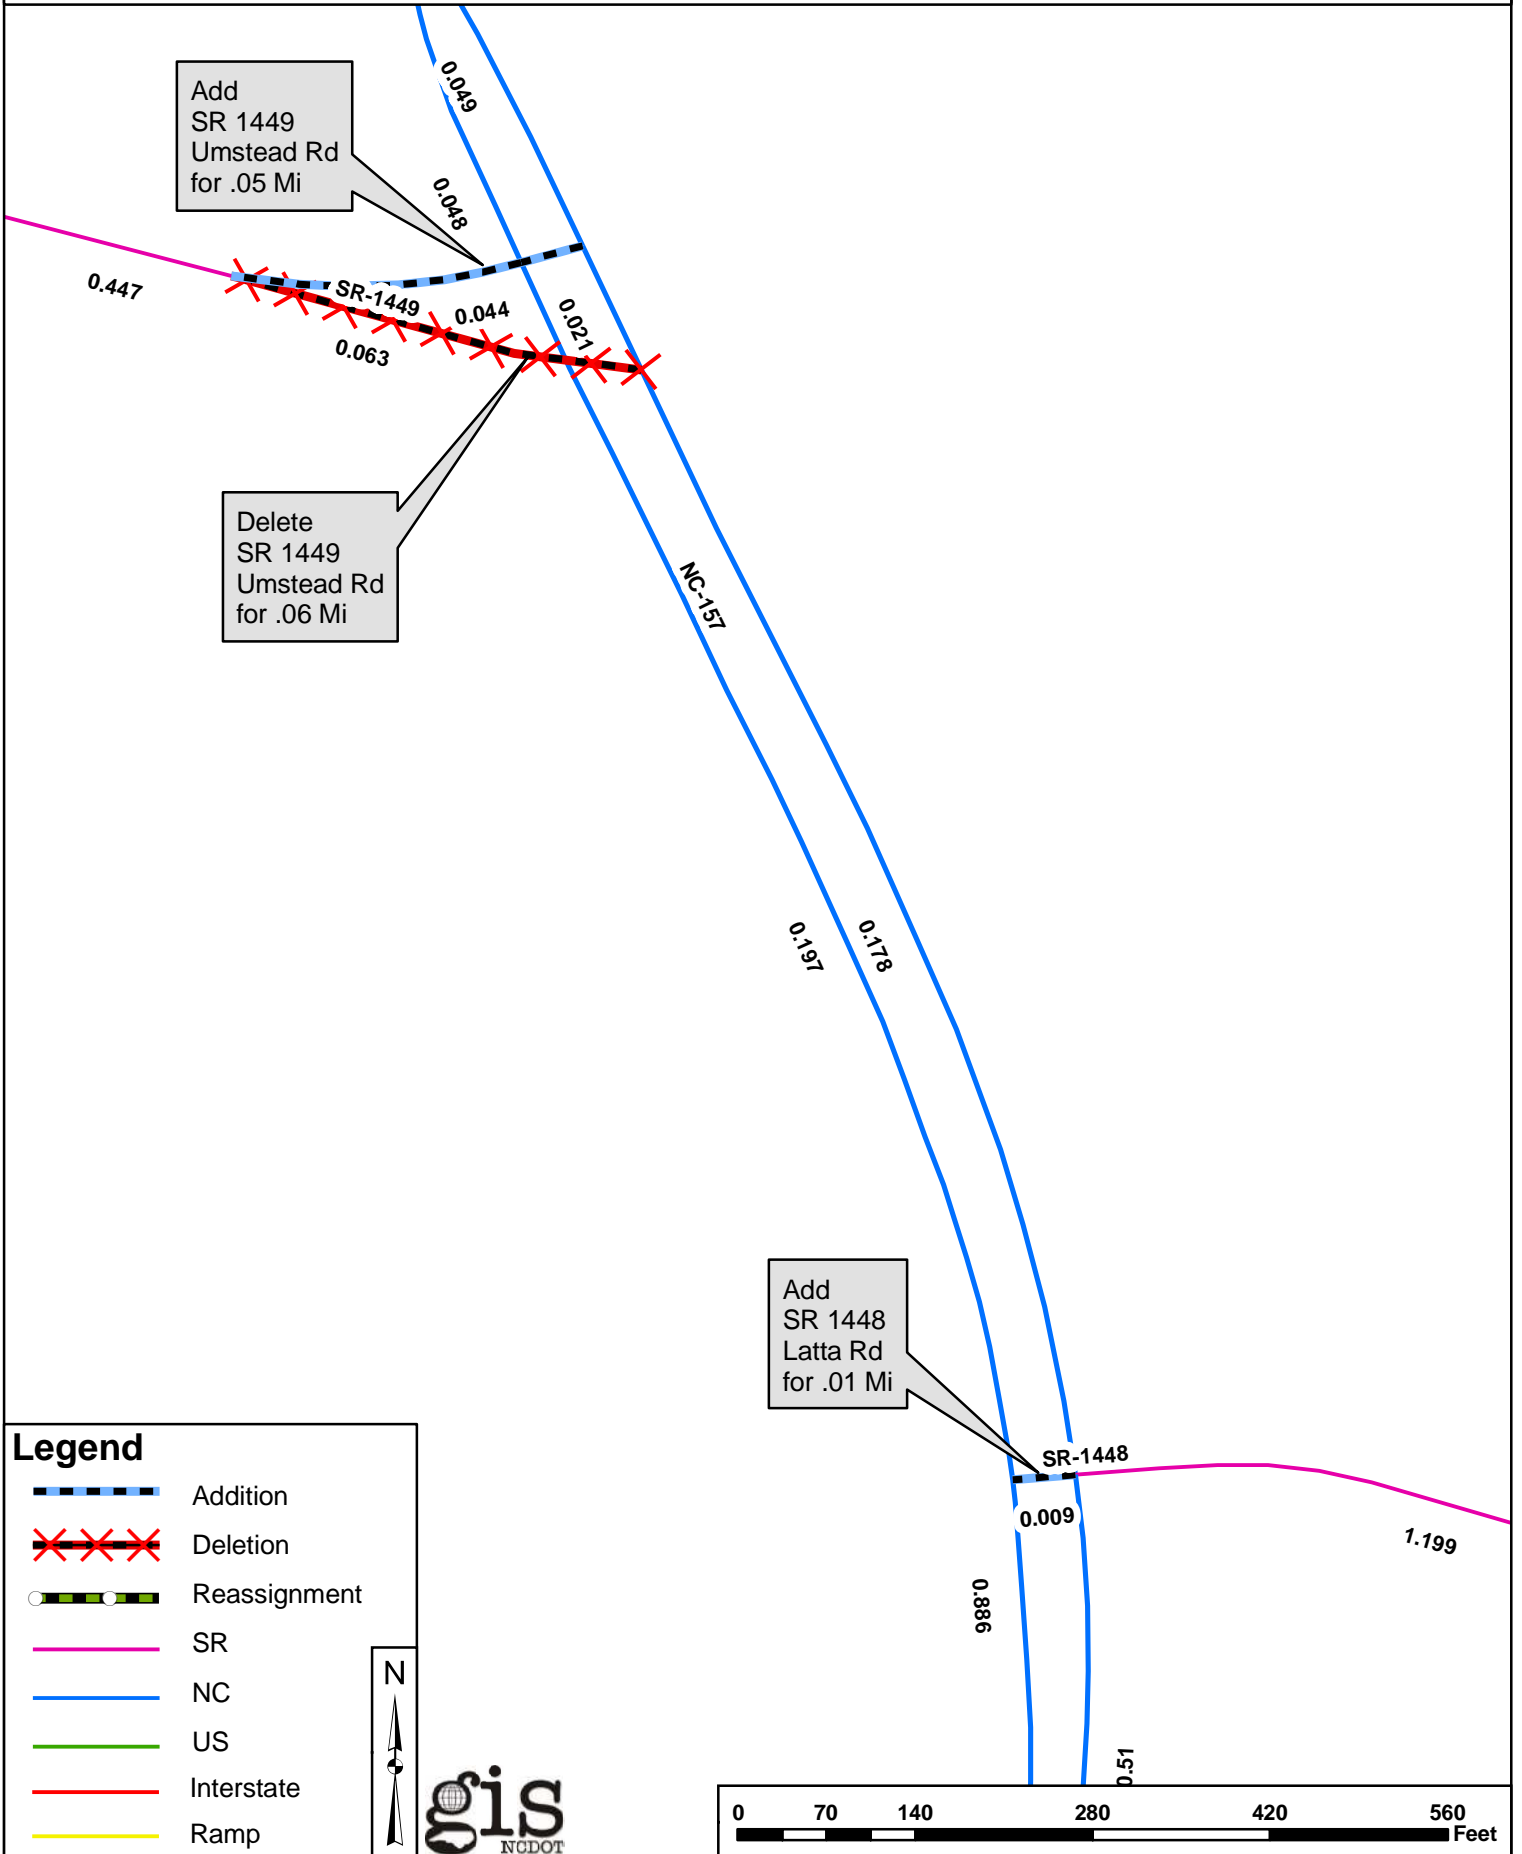 0.049
Add
SR 1449
Umstead Rd
for .05 Mi
0.048
0.447
SR-1449
0.044
0.021
0.063
Delete
SR 1449
Umstead Rd
for .06 Mi
NC-157
0.197
0.178
Add
SR 1448
Latta Rd
for .01 Mi
SR-1448
0.009
1.199
0.886
0.51
Legend
Addition
Deletion
Reassignment
SR
NC
US
Interstate
Ramp
N
gis
NCDOT
0 70 140 280 420 560
Feet